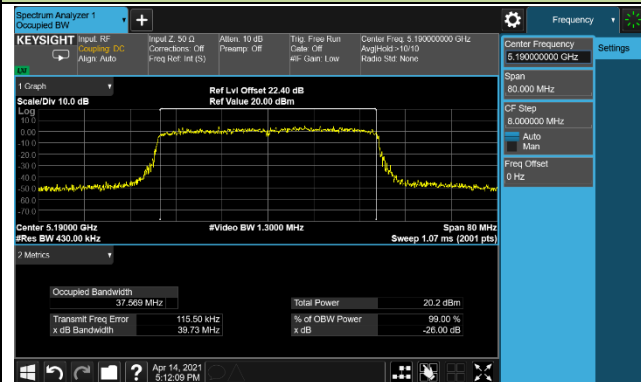 Spectrum Analyzer 1
Occupied BW
Frequency
KEYSIGHT
Input: RF
Coupling: DC
Align: Auto
Input Z: 50 Ω
Corrections: Off
Freq Ref: Int (S)
Atten: 10 dB
Preamp: Off
Trig: Free Run
Gate: Off
#IF Gain: Low
Center Freq: 5.190000000 GHz
Avg|Hold:>10/10
Radio Std: None
Center Frequency
5.190000000 GHz
Settings
Span
80.000 MHz
CF Step
8.000000 MHz
Auto
Man
Freq Offset
0 Hz
1 Graph
Scale/Div 10.0 dB
Ref Lvl Offset 22.40 dB
Ref Value 20.00 dBm
Log
10.0
0.00
-10.0
-20.0
-30.0
-40.0
-50.0
-60.0
-70.0
Center 5.19000 GHz
#Res BW 430.00 kHz
#Video BW 1.3000 MHz
Span 80 MHz
Sweep 1.07 ms (2001 pts)
2 Metrics
Occupied Bandwidth
37.569 MHz
Transmit Freq Error 115.50 kHz
x dB Bandwidth 39.73 MHz
Total Power 20.2 dBm
% of OBW Power 99.00 %
x dB -26.00 dB
Apr 14, 2021
5:12:09 PM